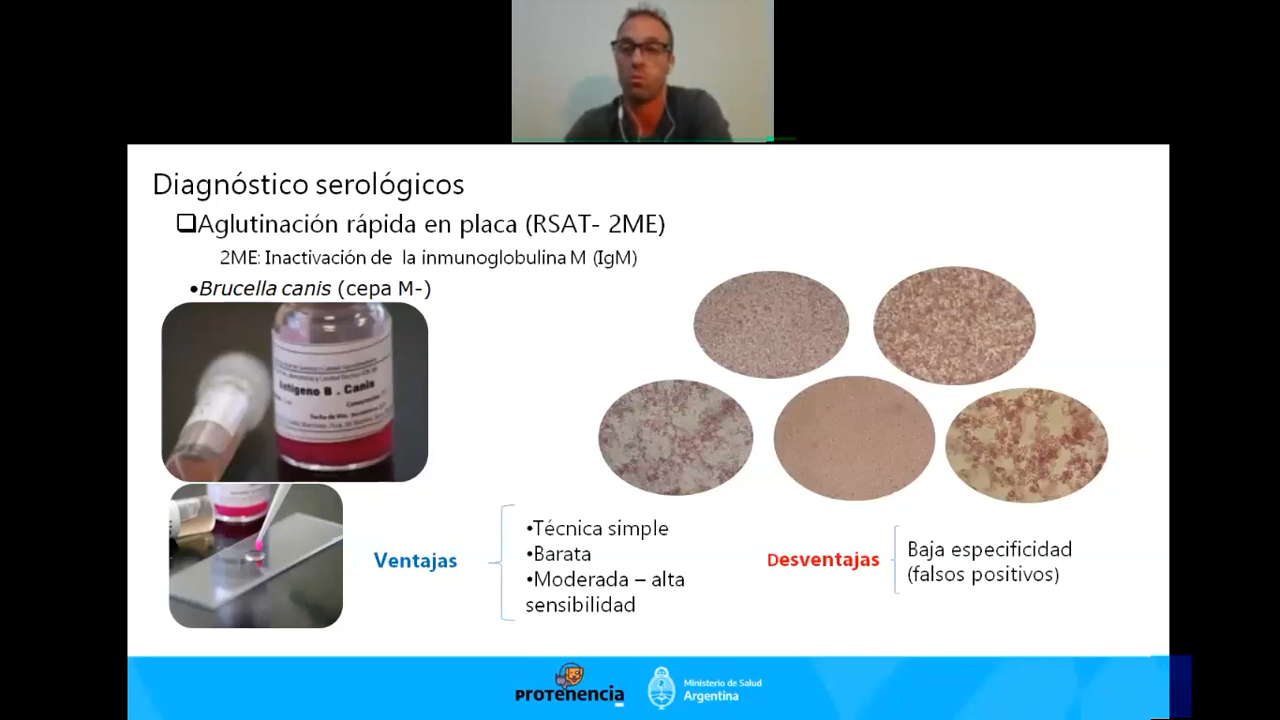 Diagnóstico serológicos
❑Aglutinación rápida en placa (RSAT- 2ME)
2ME: Inactivación de la inmunoglobulina M (IgM)
•Brucella canis (cepa M-)
Antígeno B . Canis
Ventajas
•Técnica simple
•Barata
•Moderada – alta
sensibilidad
Desventajas
Baja especificidad
(falsos positivos)
PROTENENCIA
Ministerio de Salud
Argentina